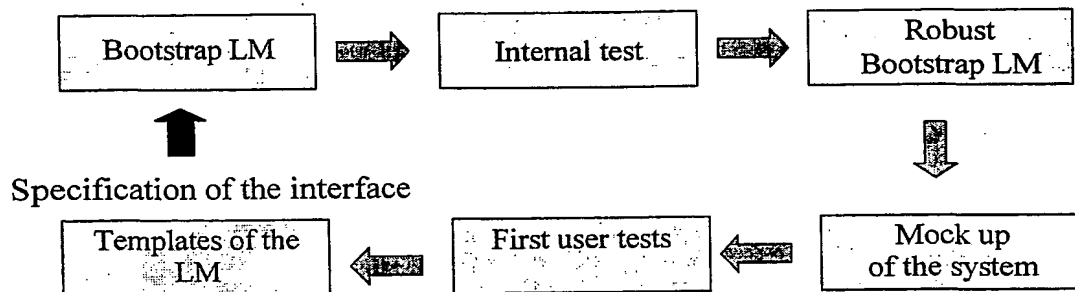 Bootstrap LM
Internal test
Robust
Bootstrap LM
Specification of the interface
Templates of the
LM
First user tests
Mock up
of the system